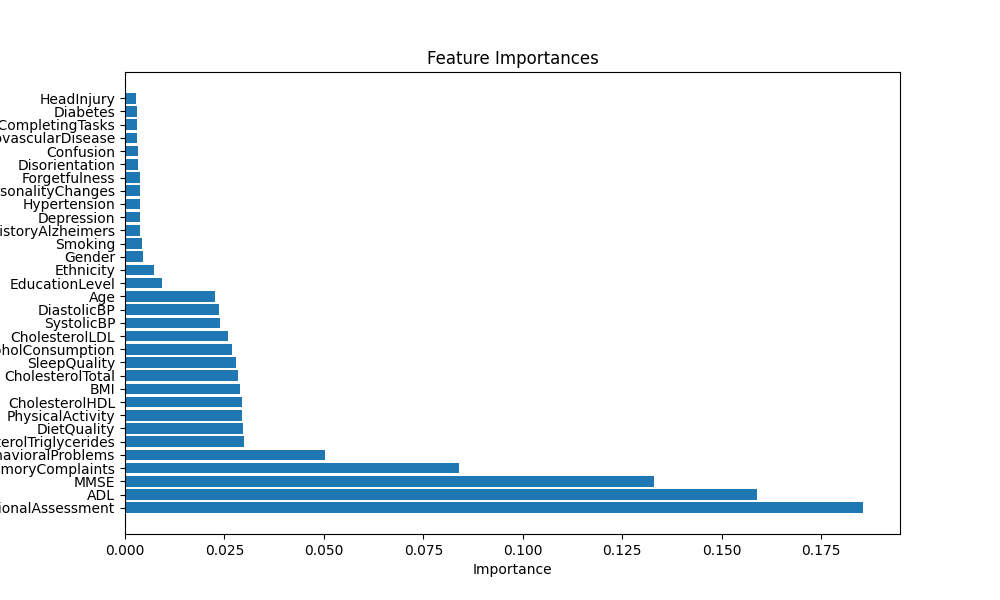 Feature Importances
HeadInjury
Diabetes
CompletingTasks
ovascularDisease
Confusion
Disorientation
Forgetfulness
sonalityChanges
Hypertension
Depression
istoryAlzheimers
Smoking
Gender
Ethnicity
EducationLevel
Age
DiastolicBP
SystolicBP
CholesterolLDL
oholConsumption
SleepQuality
CholesterolTotal
BMI
CholesterolHDL
PhysicalActivity
DietQuality
terolTriglycerides
havioralProblems
moryComplaints
MMSE
ADL
ionalAssessment
0.000 0.025 0.050 0.075 0.100 0.125 0.150 0.175
Importance